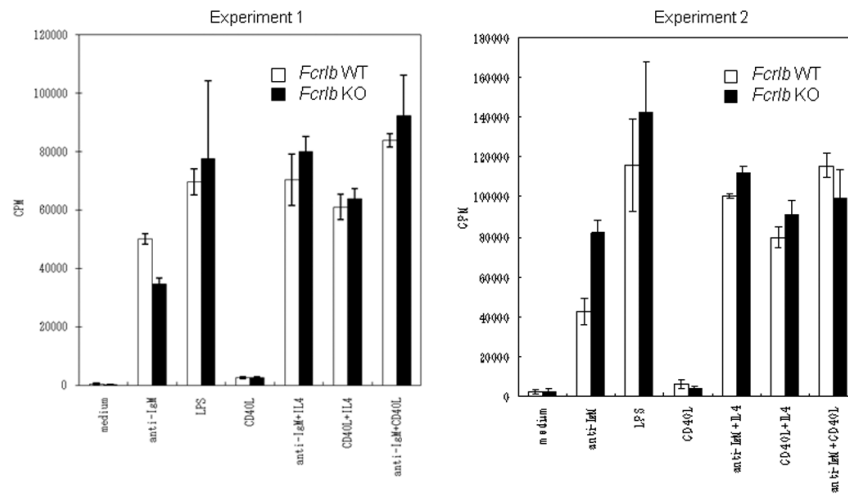 Experiment 1
120000
100000
80000
60000
40000
20000
0
CPM
Fcrlb WT
Fcrlb KO
medium
anti-IgM
LPS
CD40L
anti-IgM+IL4
CD40L+IL4
anti-IgM+CD40L
Experiment 2
180000
160000
140000
120000
100000
80000
60000
40000
20000
0
CPM
Fcrlb WT
Fcrlb KO
medium
anti-IgM
LPS
CD40L
anti-IgM+IL4
CD40L+IL4
anti-IgM+CD40L